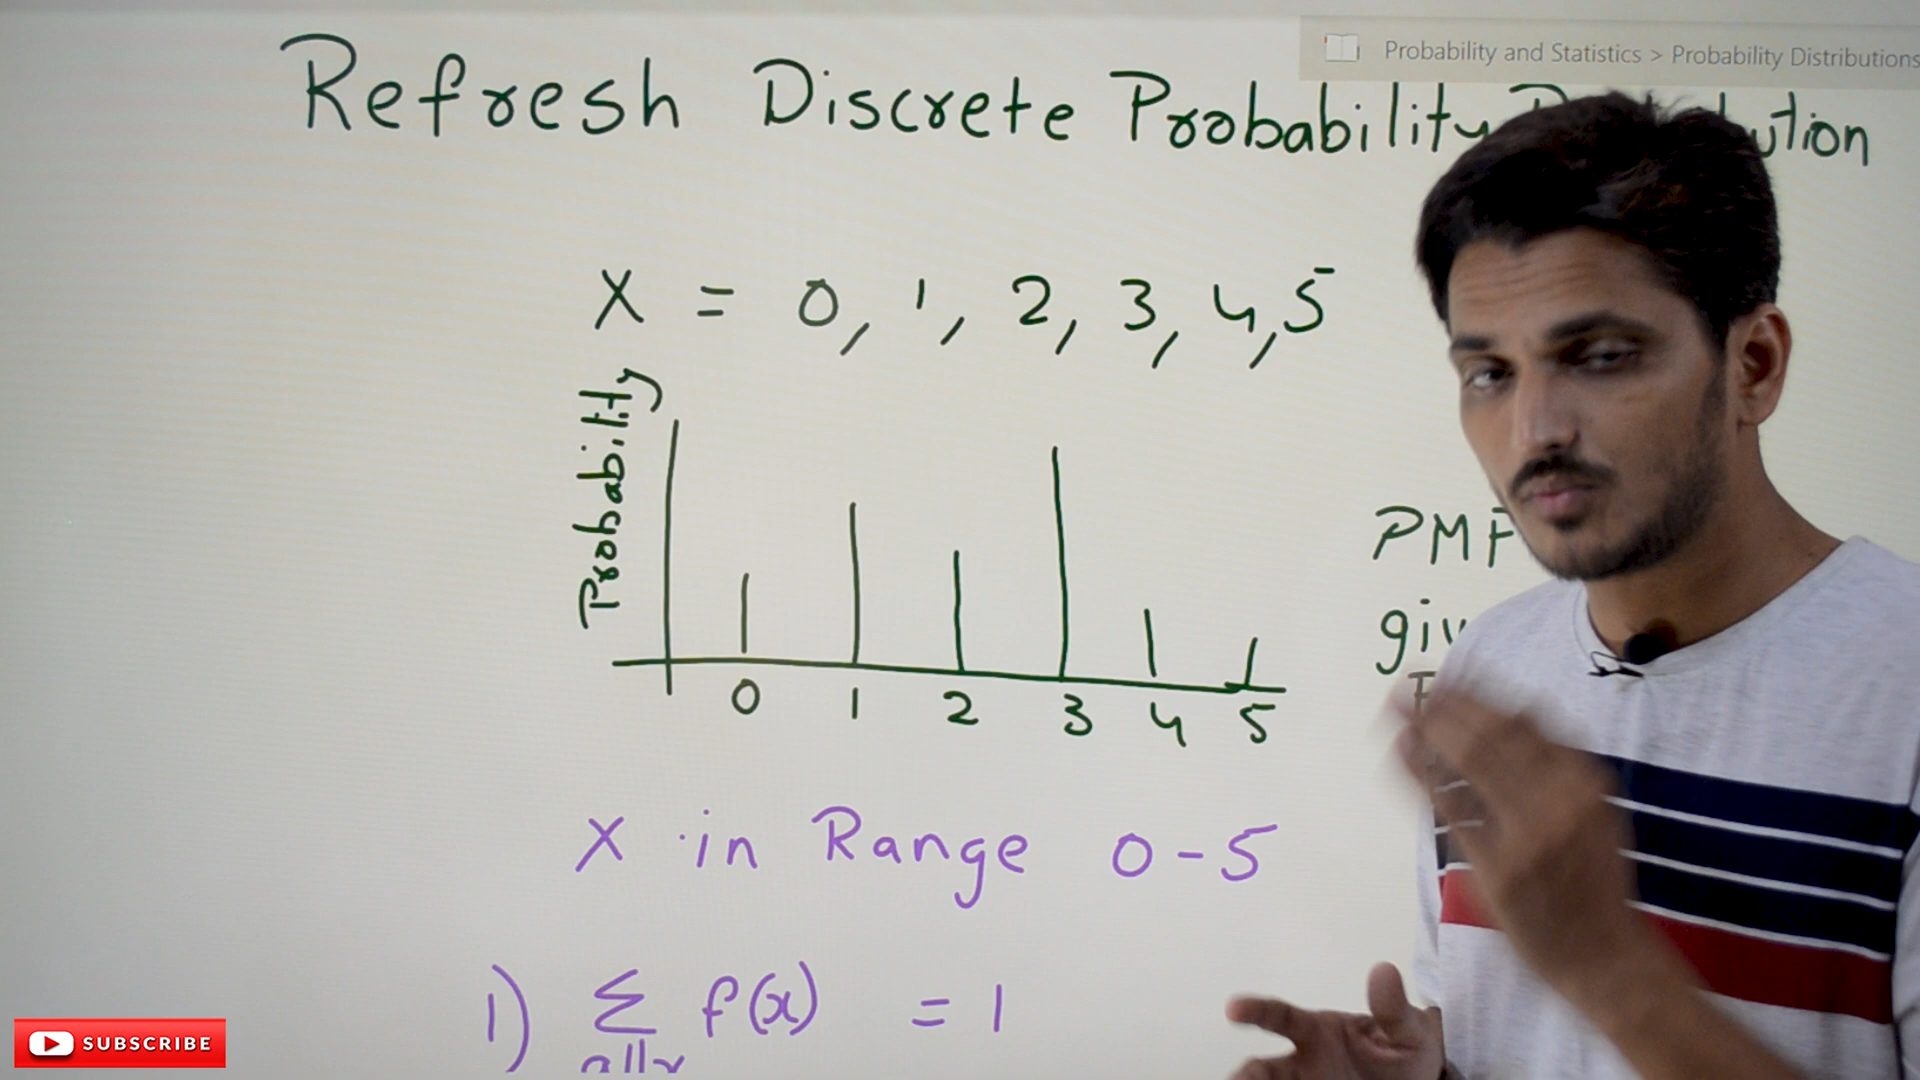 Probability and Statistics > Probability Distributions
Refresh Discrete Probability
X = 0, 1, 2, 3, 4, 5
Probability
0 1 2 3 4 5
PMF
X in Range 0-5
1) Σ f(x) = 1
all x
SUBSCRIBE